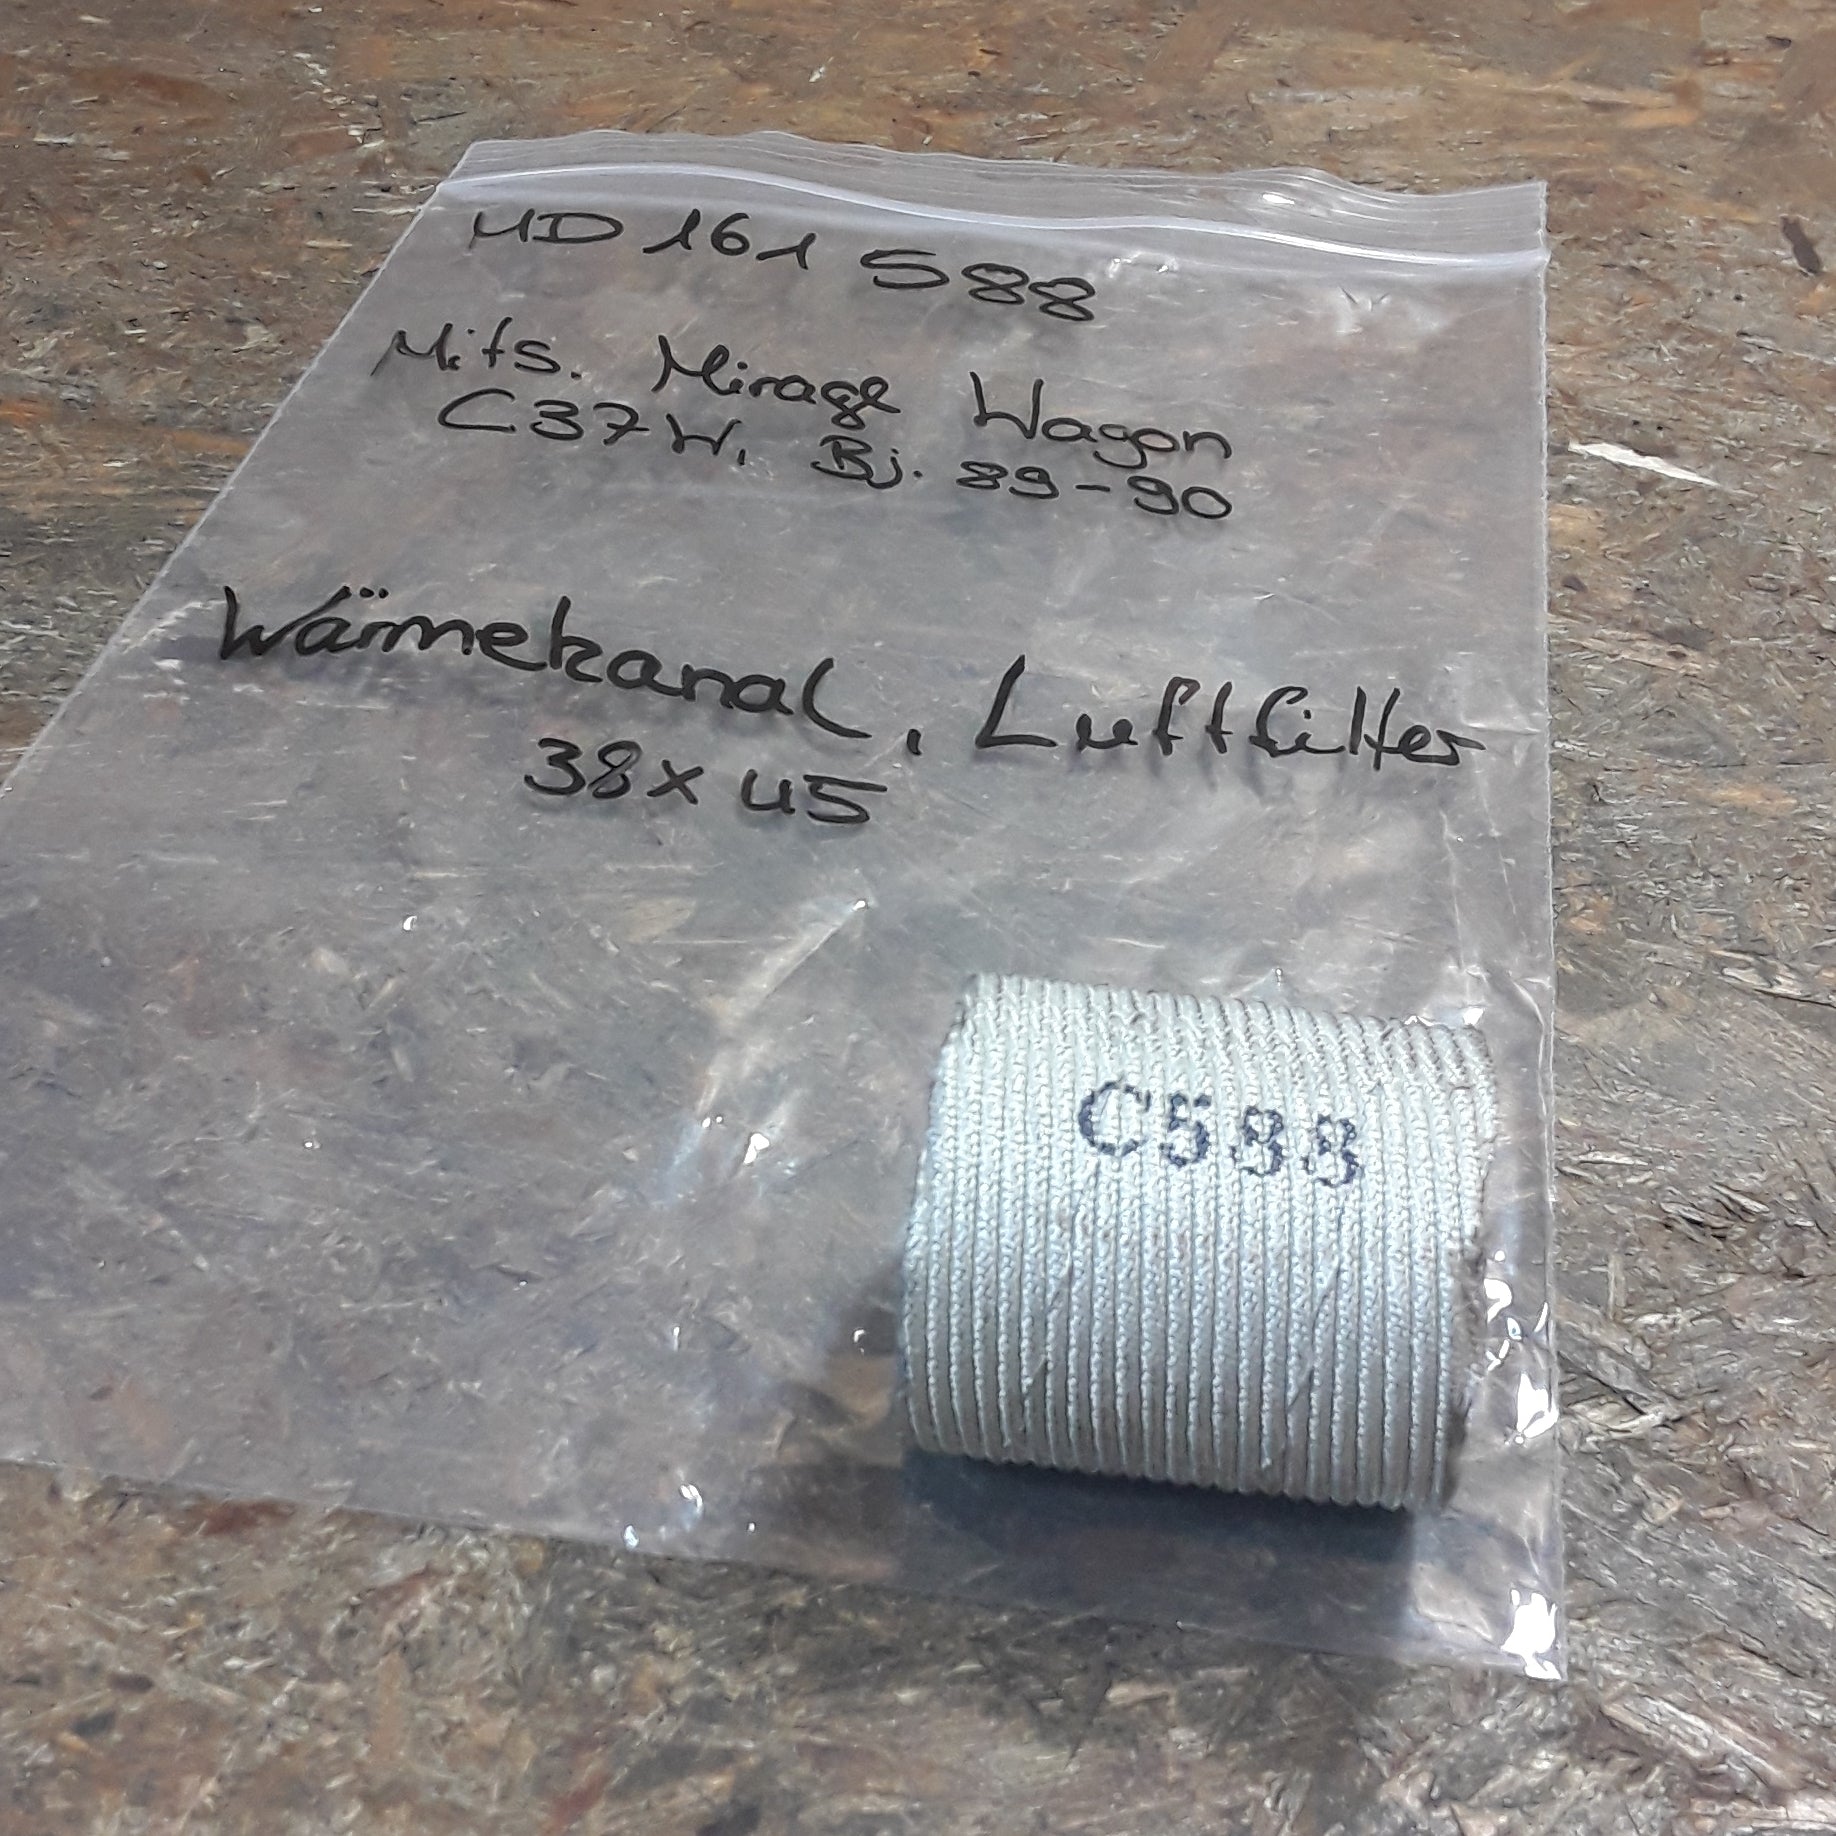 MD 161 588
Mits. Mirage Wagon
C37W, Bj. 89-90
Wärmekanal, Luftfilter
38x45
C588